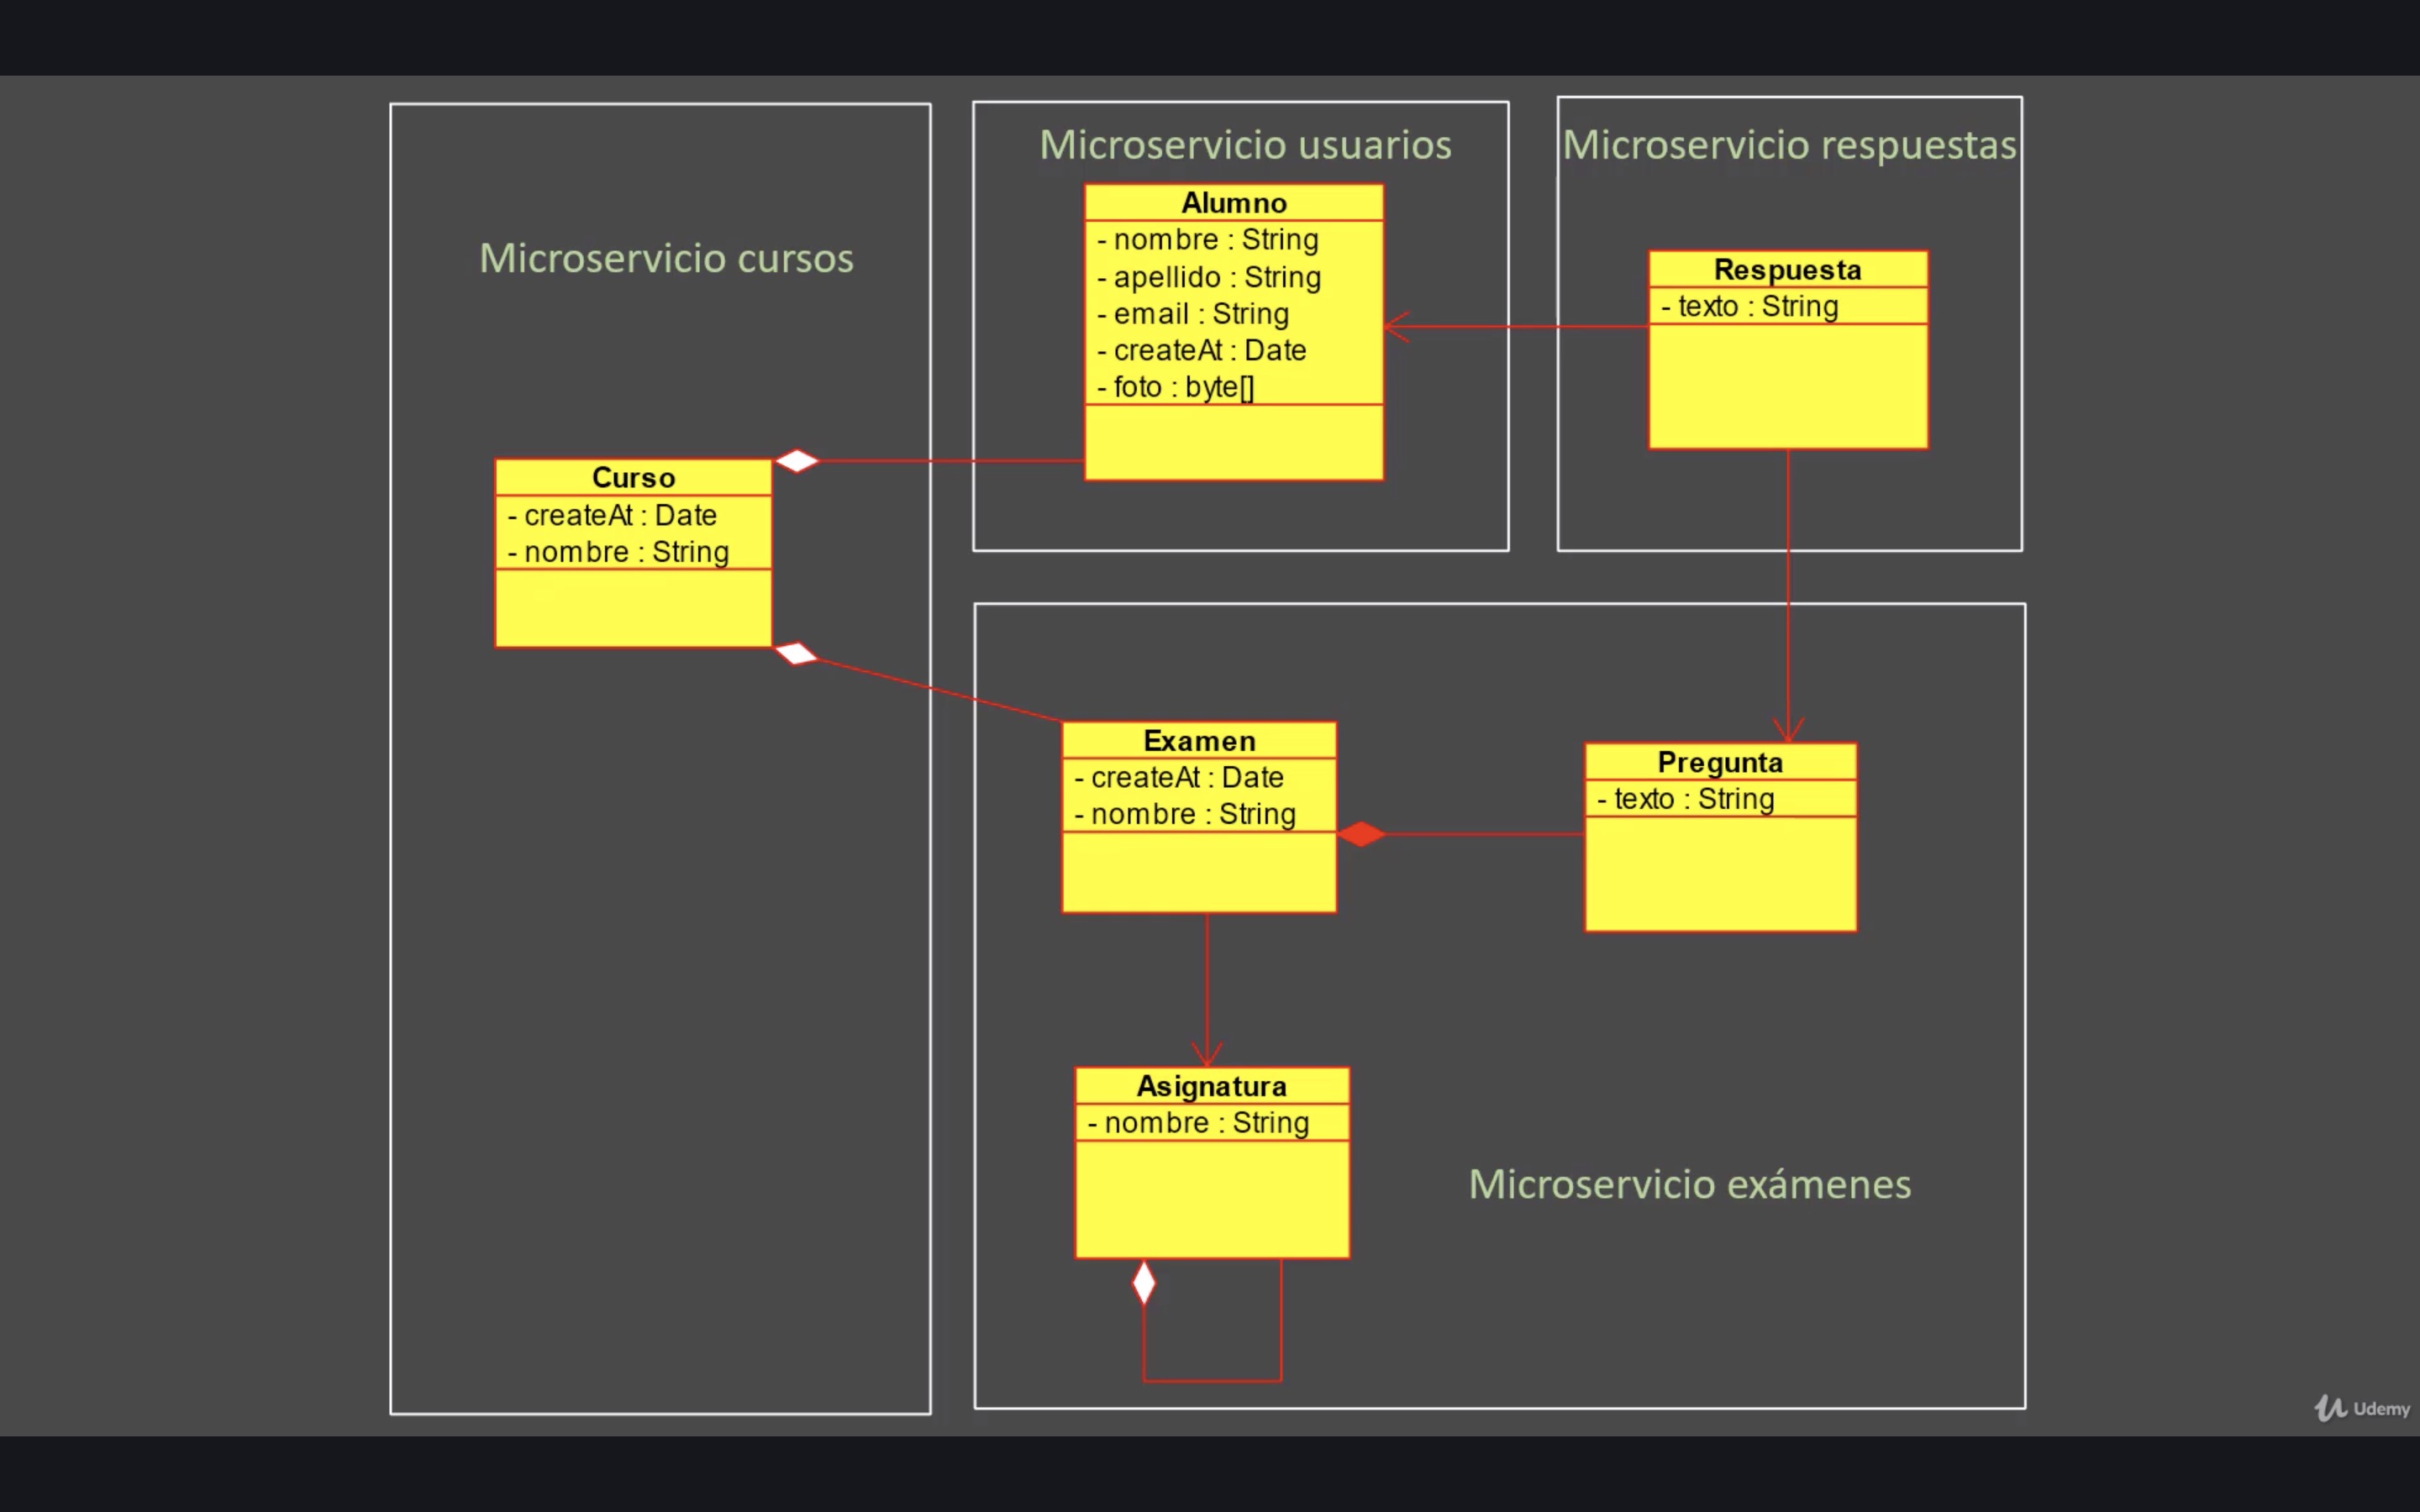 Microservicio cursos
Curso
- createAt : Date
- nombre : String
Microservicio usuarios
Alumno
- nombre : String
- apellido : String
- email : String
- createAt : Date
- foto : byte[]
Microservicio respuestas
Respuesta
- texto : String
Examen
- createAt : Date
- nombre : String
Pregunta
- texto : String
Asignatura
- nombre : String
Microservicio exámenes
Udemy